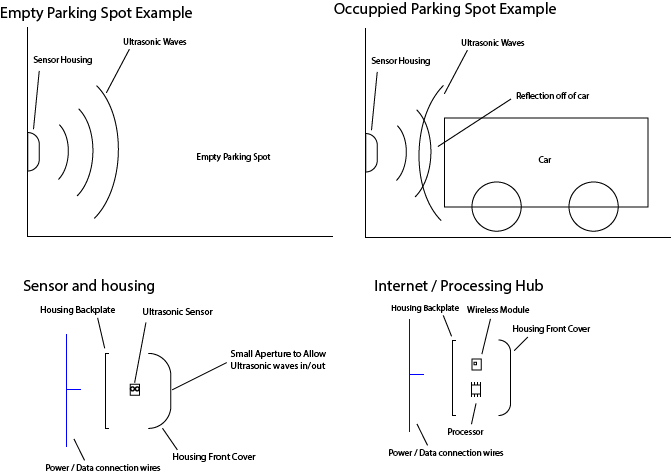 Empty Parking Spot Example
Ultrasonic Waves
Sensor Housing
Empty Parking Spot
Occuppied Parking Spot Example
Ultrasonic Waves
Sensor Housing
Reflection off of car
Car
Sensor and housing
Housing Backplate
Ultrasonic Sensor
Small Aperture to Allow
Ultrasonic waves in/out
Housing Front Cover
Power / Data connection wires
Internet / Processing Hub
Housing Backplate
Wireless Module
Housing Front Cover
Processor
Power / Data connection wires